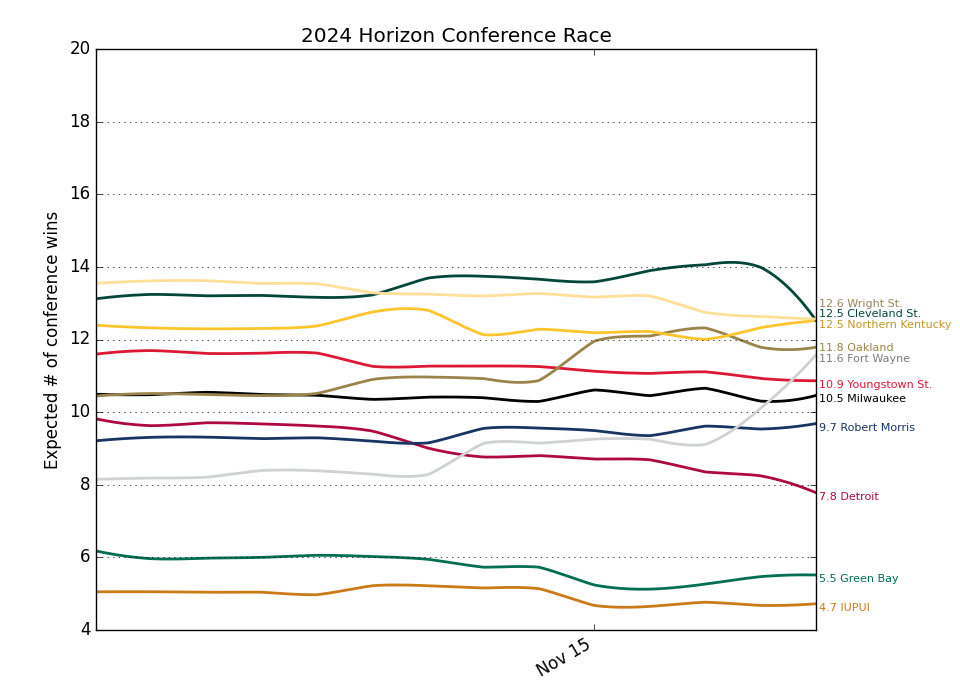 2024 Horizon Conference Race
Expected # of conference wins
20
18
16
14
12
10
8
6
4
Nov 15
12.6 Wright St.
12.5 Cleveland St.
12.5 Northern Kentucky
11.8 Oakland
11.6 Fort Wayne
10.9 Youngstown St.
10.5 Milwaukee
9.7 Robert Morris
7.8 Detroit
5.5 Green Bay
4.7 IUPUI